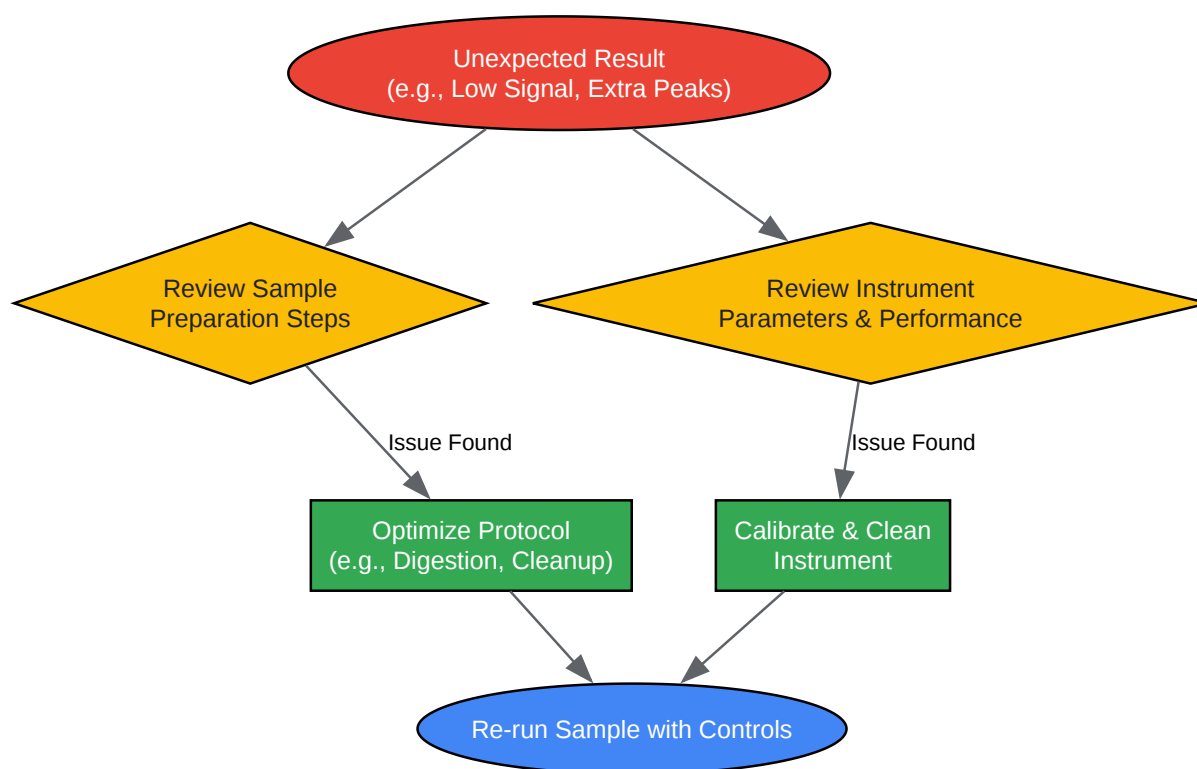 Unexpected Result
(e.g., Low Signal, Extra Peaks)
Review Sample
Preparation Steps
Review Instrument
Parameters & Performance
Issue Found
Issue Found
Optimize Protocol
(e.g., Digestion, Cleanup)
Calibrate & Clean
Instrument
Re-run Sample with Controls